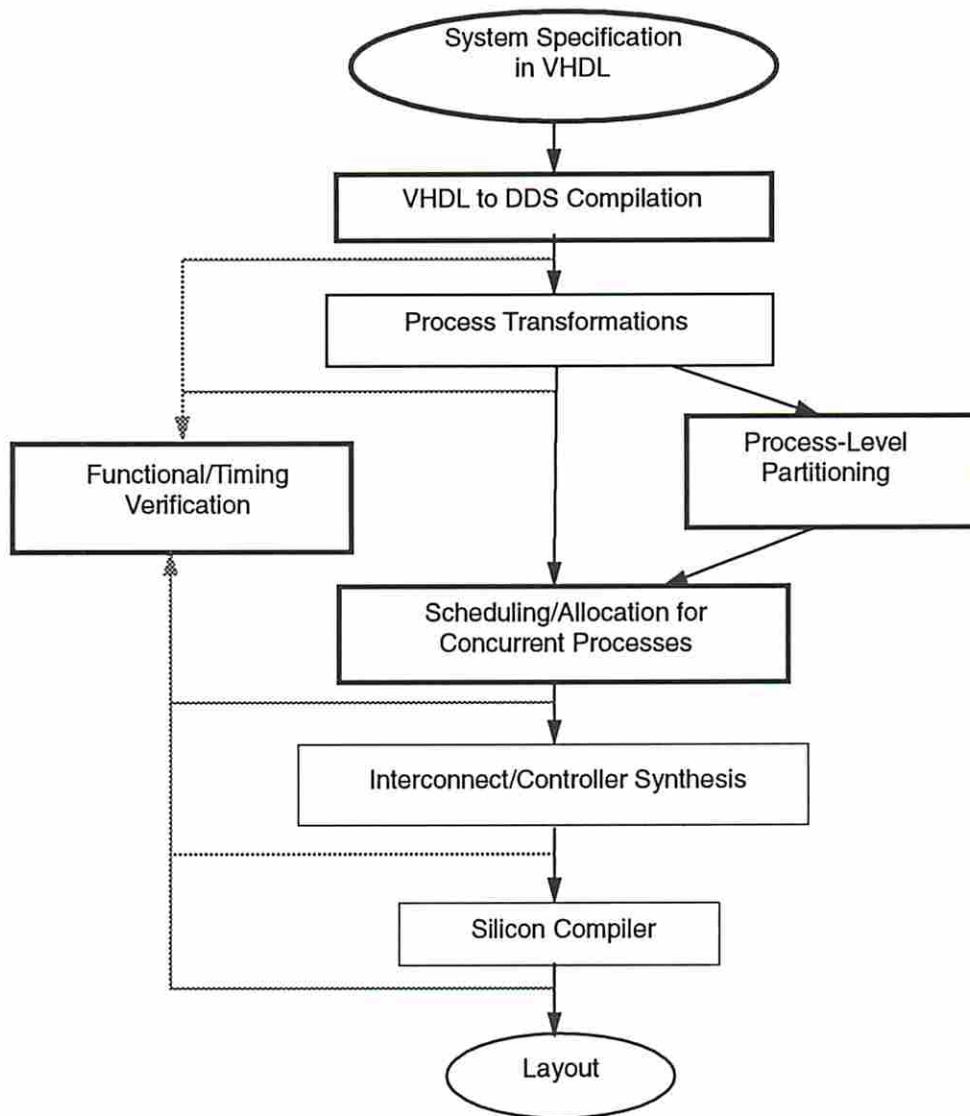 System Specification
in VHDL
VHDL to DDS Compilation
Process Transformations
Process-Level
Partitioning
Functional/Timing
Verification
Scheduling/Allocation for
Concurrent Processes
Interconnect/Controller Synthesis
Silicon Compiler
Layout